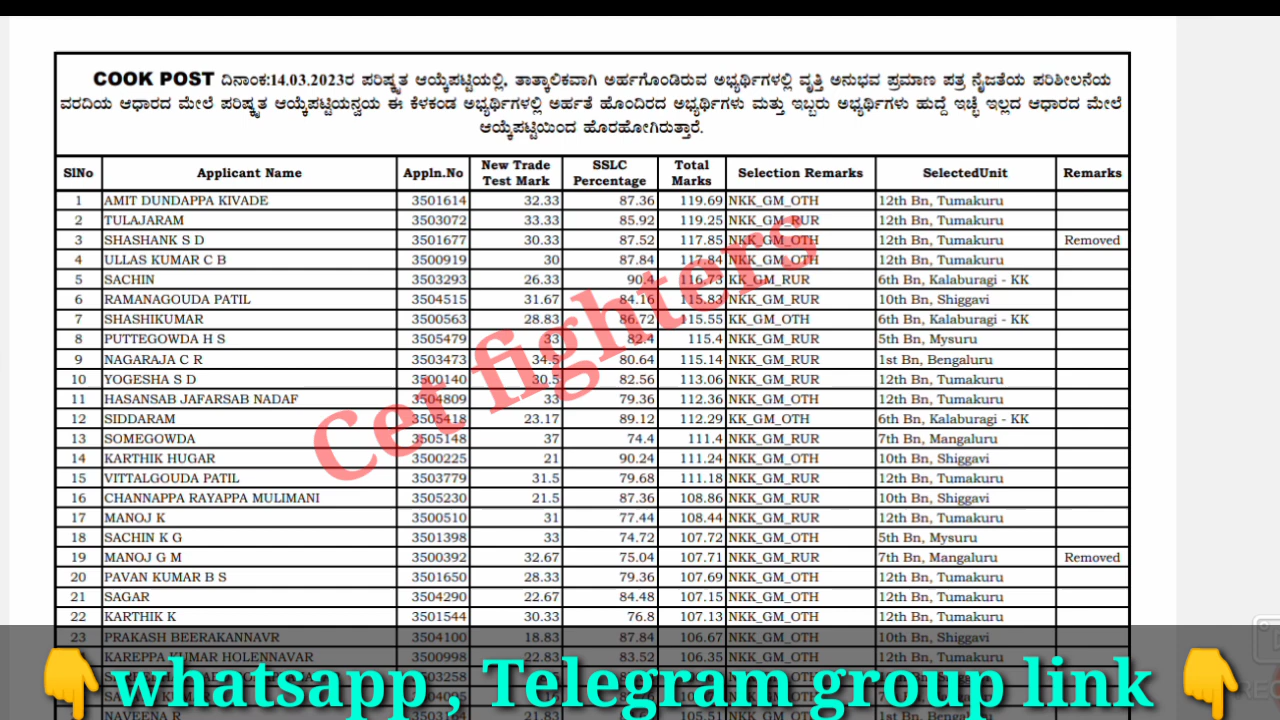 COOK POST ದಿನಾಂಕ:14.03.2023ರ ಪರಿಷ್ಕೃತ ಆಯ್ಕೆಪಟ್ಟಿಯಲ್ಲಿ, ತಾತ್ಕಾಲಿಕವಾಗಿ ಅರ್ಹಗೊಂಡಿರುವ ಅಭ್ಯರ್ಥಿಗಳಲ್ಲಿ ವೃತ್ತಿ ಅನುಭವ ಪ್ರಮಾಣ ಪತ್ರ ನೈಜತೆಯ ಪರಿಶೀಲನೆಯ
ವರದಿಯ ಆಧಾರದ ಮೇಲೆ ಪರಿಷ್ಕೃತ ಆಯ್ಕೆಪಟ್ಟಿಯನ್ವಯ ಈ ಕೆಳಕಂಡ ಅಭ್ಯರ್ಥಿಗಳಲ್ಲಿ ಅರ್ಹತೆ ಹೊಂದಿರದ ಅಭ್ಯರ್ಥಿಗಳು ಮತ್ತು ಇಬ್ಬರು ಅಭ್ಯರ್ಥಿಗಳು ಹುದ್ದೆ ಇಚ್ಛೆ ಇಲ್ಲದ ಆಧಾರದ ಮೇಲೆ
ಆಯ್ಕೆಪಟ್ಟಿಯಿಂದ ಹೊರಹೋಗಿರುತ್ತಾರೆ.
SlNo Applicant Name Appln.No New Trade Test Mark SSLC Percentage Total Marks Selection Remarks SelectedUnit Remarks
1 AMIT DUNDAPPA KIVADE 3501614 32.33 87.36 119.69 NKK_GM_OTH 12th Bn, Tumakuru
2 TULAJARAM 3503072 33.33 85.92 119.25 NKK_GM_RUR 12th Bn, Tumakuru
3 SHASHANK S D 3501677 30.33 87.52 117.85 NKK_GM_OTH 12th Bn, Tumakuru Removed
4 ULLAS KUMAR C B 3500919 30 87.84 117.84 NKK_GM_OTH 12th Bn, Tumakuru
5 SACHIN 3503293 26.33 90.4 116.73 KK_GM_RUR 6th Bn, Kalaburagi - KK
6 RAMANAGOUDA PATIL 3504515 31.67 84.16 115.83 NKK_GM_RUR 10th Bn, Shiggavi
7 SHASHIKUMAR 3500563 28.83 86.72 115.55 KK_GM_OTH 6th Bn, Kalaburagi - KK
8 PUTTEGOWDA H S 3505479 33 82.4 115.4 NKK_GM_RUR 5th Bn, Mysuru
9 NAGARAJA C R 3503473 34.5 80.64 115.14 NKK_GM_RUR 1st Bn, Bengaluru
10 YOGESHA S D 3500140 30.5 82.56 113.06 NKK_GM_RUR 12th Bn, Tumakuru
11 HASANSAB JAFARSAB NADAF 3504809 33 79.36 112.36 NKK_GM_OTH 12th Bn, Tumakuru
12 SIDDARAM 3505418 23.17 89.12 112.29 KK_GM_OTH 6th Bn, Kalaburagi - KK
13 SOMEGOWDA 3505148 37 74.4 111.4 NKK_GM_RUR 7th Bn, Mangaluru
14 KARTHIK HUGAR 3500225 21 90.24 111.24 NKK_GM_OTH 10th Bn, Shiggavi
15 VITTALGOUDA PATIL 3503779 31.5 79.68 111.18 NKK_GM_RUR 12th Bn, Tumakuru
16 CHANNAPPA RAYAPPA MULIMANI 3505230 21.5 87.36 108.86 NKK_GM_RUR 10th Bn, Shiggavi
17 MANOJ K 3500510 31 77.44 108.44 NKK_GM_RUR 12th Bn, Tumakuru
18 SACHIN K G 3501398 33 74.72 107.72 NKK_GM_OTH 5th Bn, Mysuru
19 MANOJ G M 3500392 32.67 75.04 107.71 NKK_GM_RUR 7th Bn, Mangaluru Removed
20 PAVAN KUMAR B S 3501650 28.33 79.36 107.69 NKK_GM_OTH 12th Bn, Tumakuru
21 SAGAR 3504290 22.67 84.48 107.15 NKK_GM_OTH 12th Bn, Tumakuru
22 KARTHIK K 3501544 30.33 76.8 107.13 NKK_GM_OTH 12th Bn, Tumakuru
23 PRAKASH BEERAKANNAVR 3504100 18.83 87.84 106.67 NKK_GM_OTH 10th Bn, Shiggavi
KAREPPA KUMAR HOLENNAVAR 3500998 22.83 83.52 106.35 NKK_GM_OTH 12th Bn, Tumakuru
NAVEENA R 21.83 105.51 1st Bn, Bengaluru
Cet fighters
whatsapp , Telegram group link